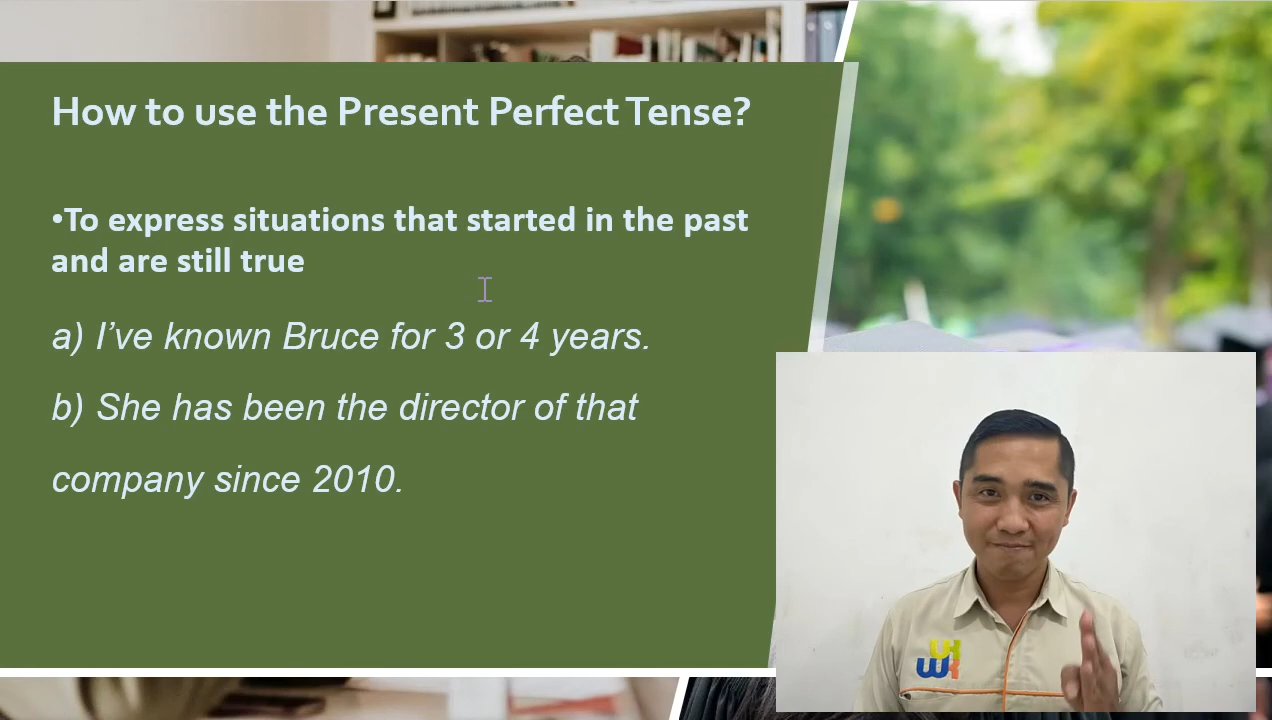 How to use the Present Perfect Tense?
•To express situations that started in the past
and are still true
a) I’ve known Bruce for 3 or 4 years.
b) She has been the director of that
company since 2010.